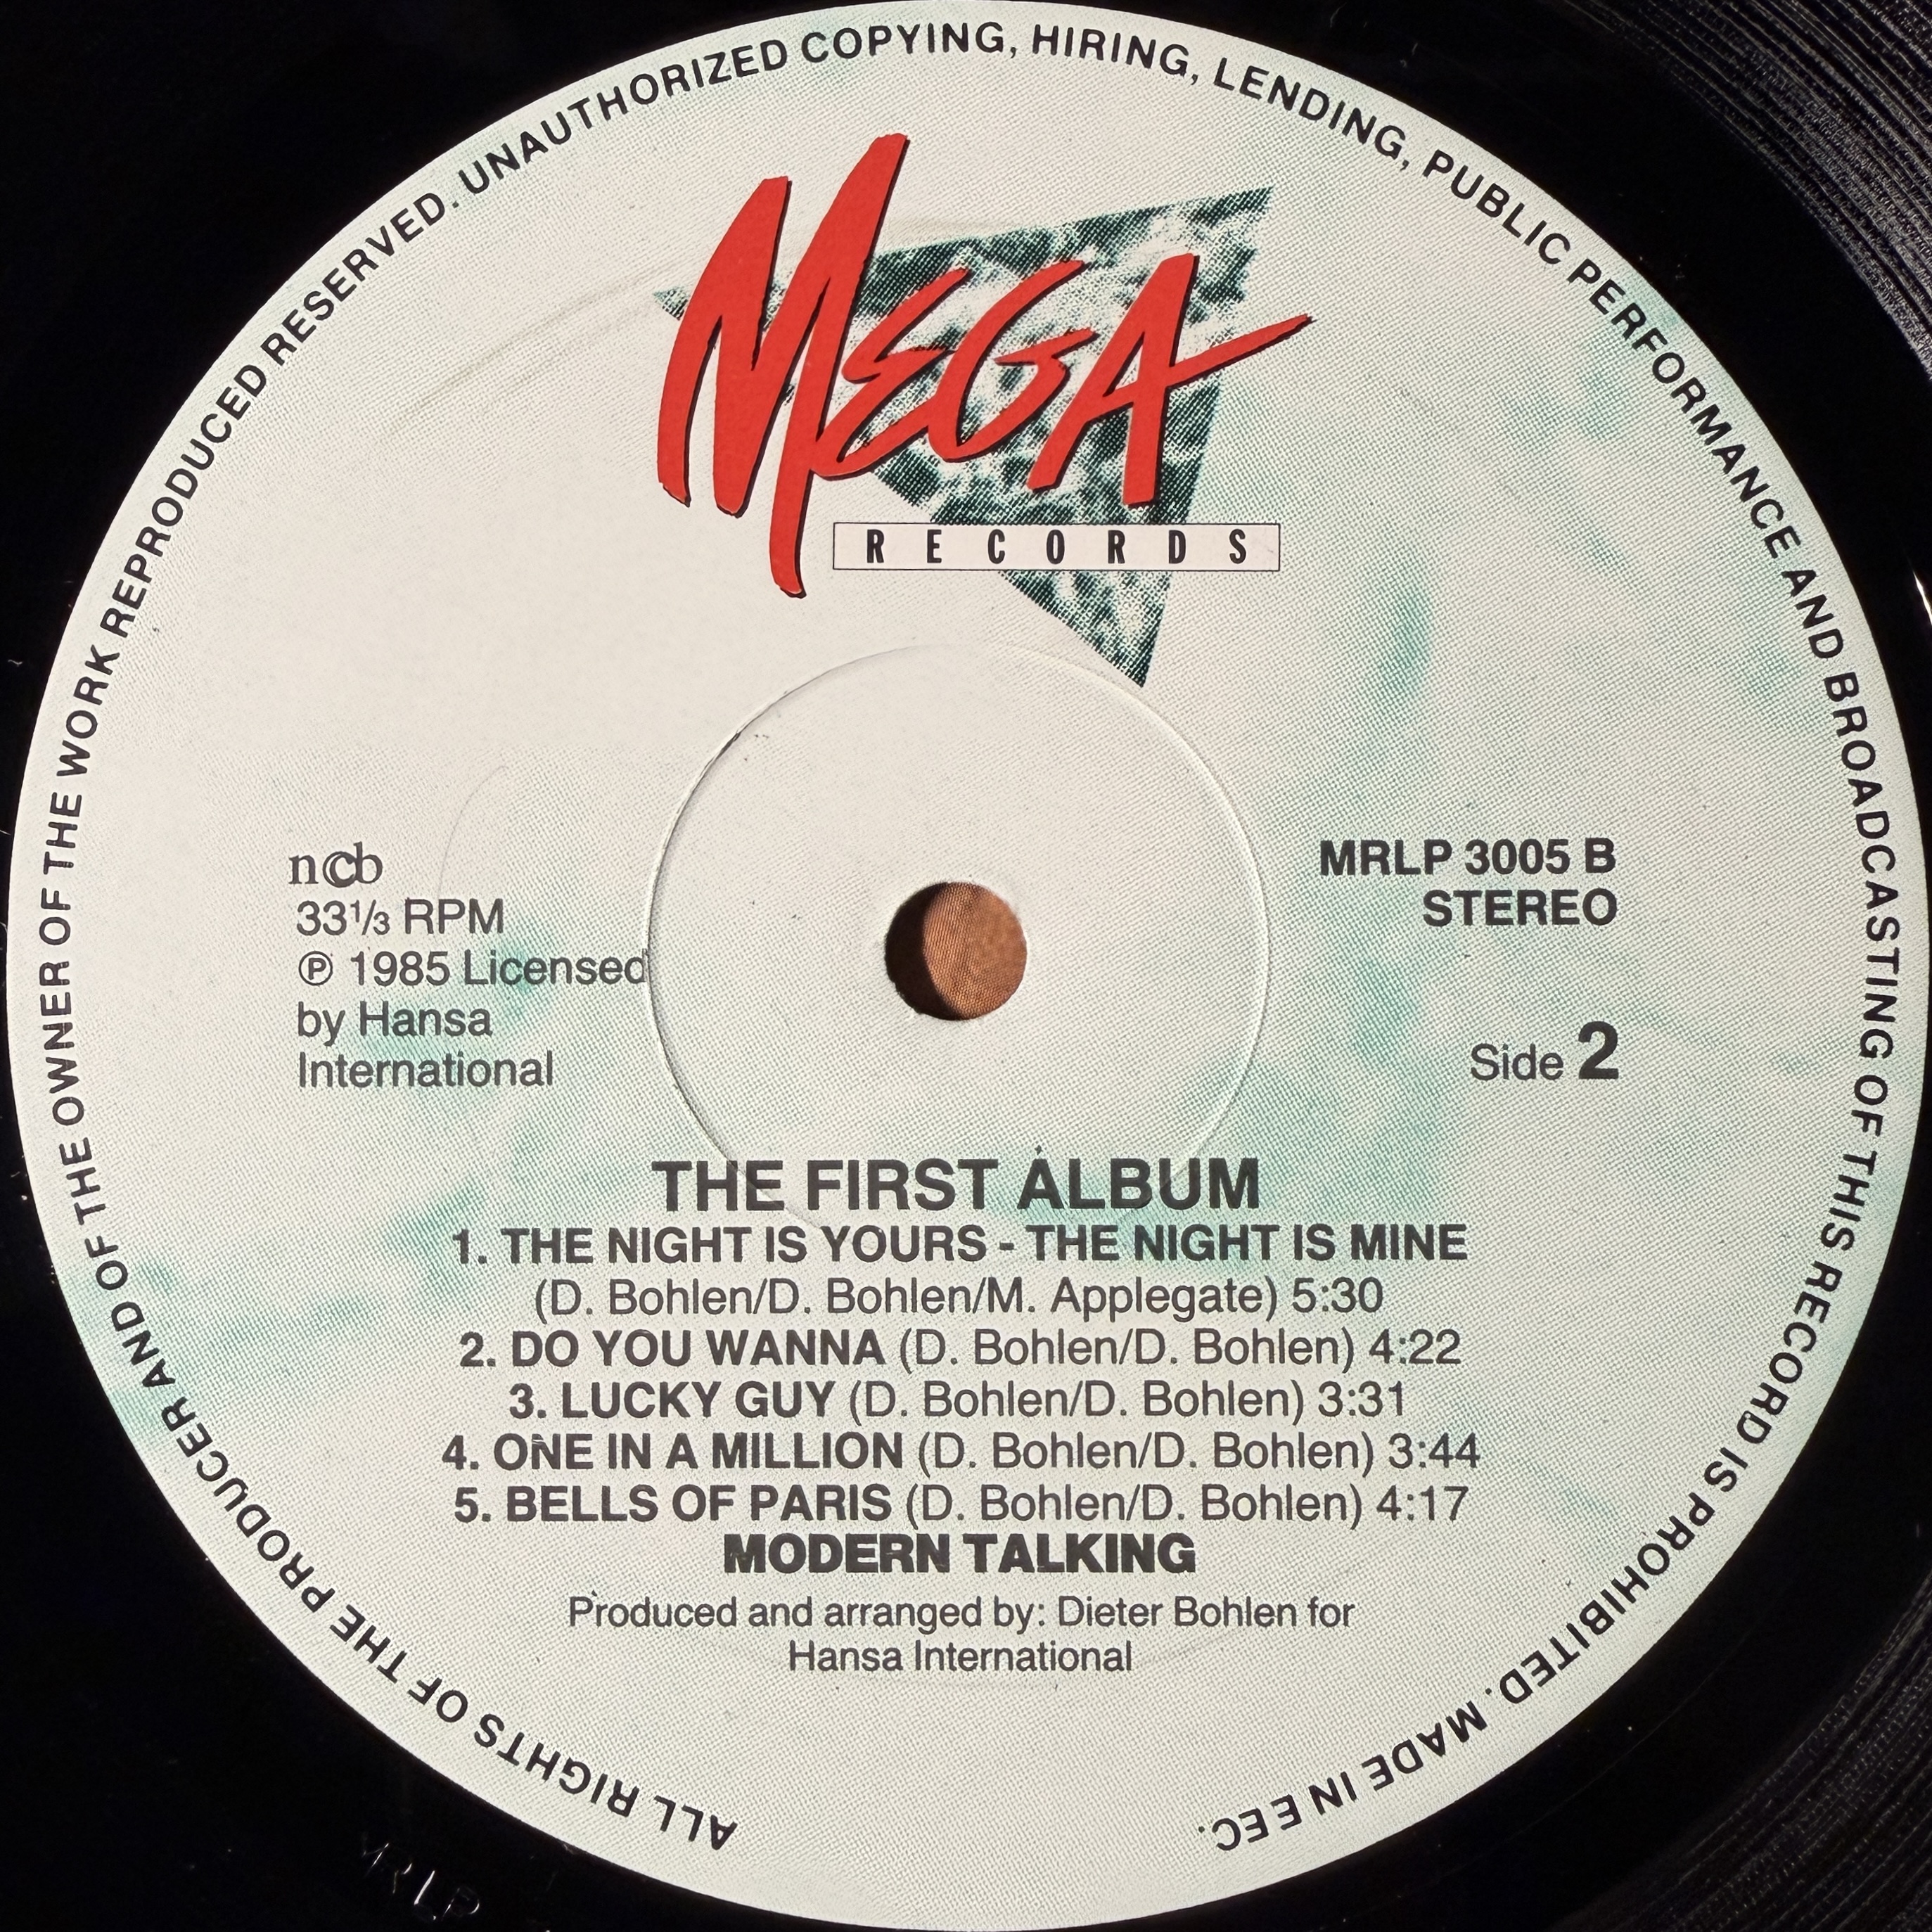 ALL RIGHTS OF THE PRODUCER AND OF THE OWNER OF THE WORK REPRODUCED RESERVED. UNAUTHORIZED COPYING, HIRING, LENDING, PUBLIC PERFORMANCE AND BROADCASTING OF THIS RECORD IS PROHIBITED. MADE IN EEC.
MEGA
RECORDS
ncb
33⅓ RPM
℗ 1985 Licensed
by Hansa
International
MRLP 3005 B
STEREO
Side 2
THE FIRST ALBUM
1. THE NIGHT IS YOURS - THE NIGHT IS MINE
(D. Bohlen/D. Bohlen/M. Applegate) 5:30
2. DO YOU WANNA (D. Bohlen/D. Bohlen) 4:22
3. LUCKY GUY (D. Bohlen/D. Bohlen) 3:31
4. ONE IN A MILLION (D. Bohlen/D. Bohlen) 3:44
5. BELLS OF PARIS (D. Bohlen/D. Bohlen) 4:17
MODERN TALKING
Produced and arranged by: Dieter Bohlen for
Hansa International
MRLP